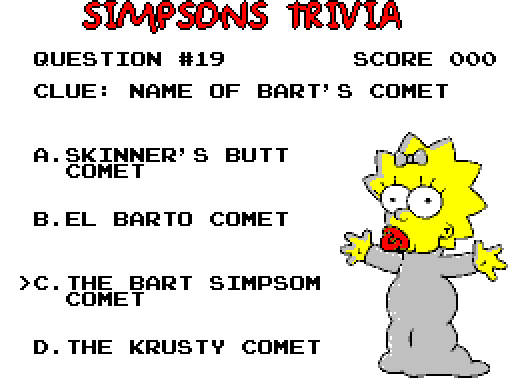 SIMPSONS TRIVIA
QUESTION #19 SCORE 000
CLUE: NAME OF BART'S COMET
A.SKINNER'S BUTT
COMET
B.EL BARTO COMET
>C.THE BART SIMPSOM
COMET
D.THE KRUSTY COMET